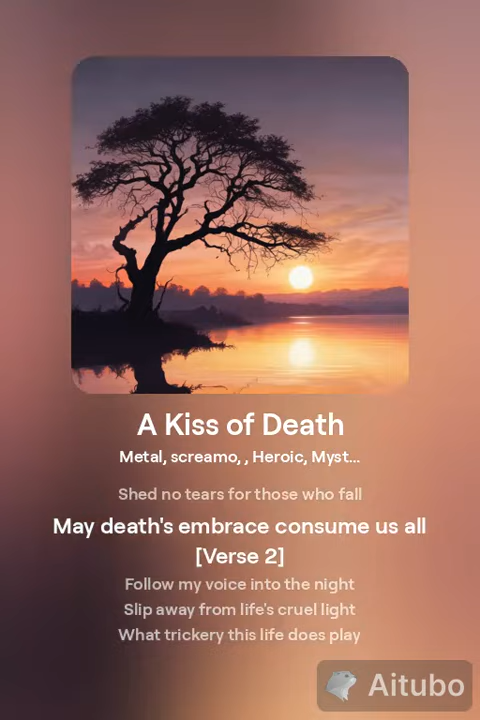 A Kiss of Death
Metal, screamo, , Heroic, Myst...
Shed no tears for those who fall
May death's embrace consume us all
[Verse 2]
Follow my voice into the night
Slip away from life's cruel light
What trickery this life does play
Aitubo